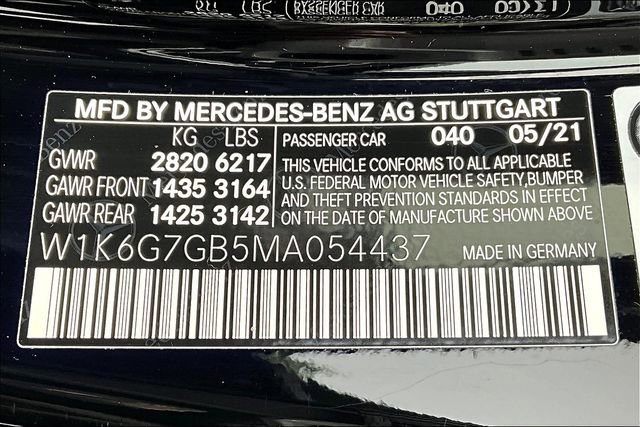 MFD BY MERCEDES-BENZ AG STUTTGART
KG LBS PASSENGER CAR 040 05/21
GVWR 2820 6217 THIS VEHICLE CONFORMS TO ALL APPLICABLE
GAWR FRONT 1435 3164 U.S. FEDERAL MOTOR VEHICLE SAFETY, BUMPER
AND THEFT PREVENTION STANDARDS IN EFFECT
GAWR REAR 1425 3142 ON THE DATE OF MANUFACTURE SHOWN ABOVE.
W1K6G7GB5MA054437 MADE IN GERMANY